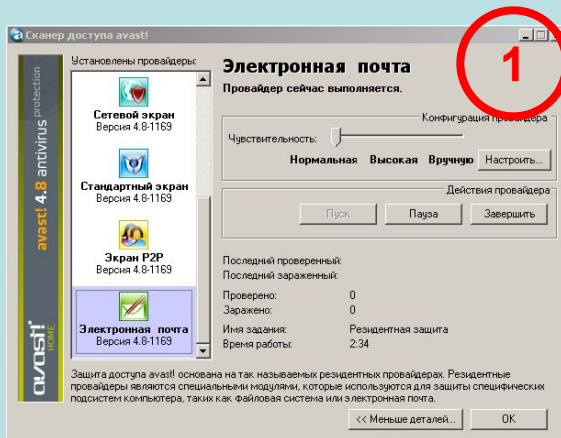 Сканер доступа avast!
1
avast! 4.8 antivirus protection
avast!
HOME
Установлены провайдеры:
Сетевой экран
Версия 4.8-1169
Стандартный экран
Версия 4.8-1169
Экран P2P
Версия 4.8-1169
Электронная почта
Версия 4.8-1169
Электронная почта
Провайдер сейчас выполняется.
Конфигурация провайдера
Чувствительность:
Нормальная Высокая Вручную Настроить...
Действия провайдера
Пуск Пауза Завершить
Последний проверенный:
Последний зараженный:
Проверено: 0
Заражено: 0
Имя задания: Резидентная защита
Время работы: 2:34
Защита доступа avast! основана на так называемых резидентных провайдерах. Резидентные
провайдеры являются специальными модулями, которые используются для защиты специфических
подсистем компьютера, таких как файловая система или электронная почта.
<< Меньше деталей... OK